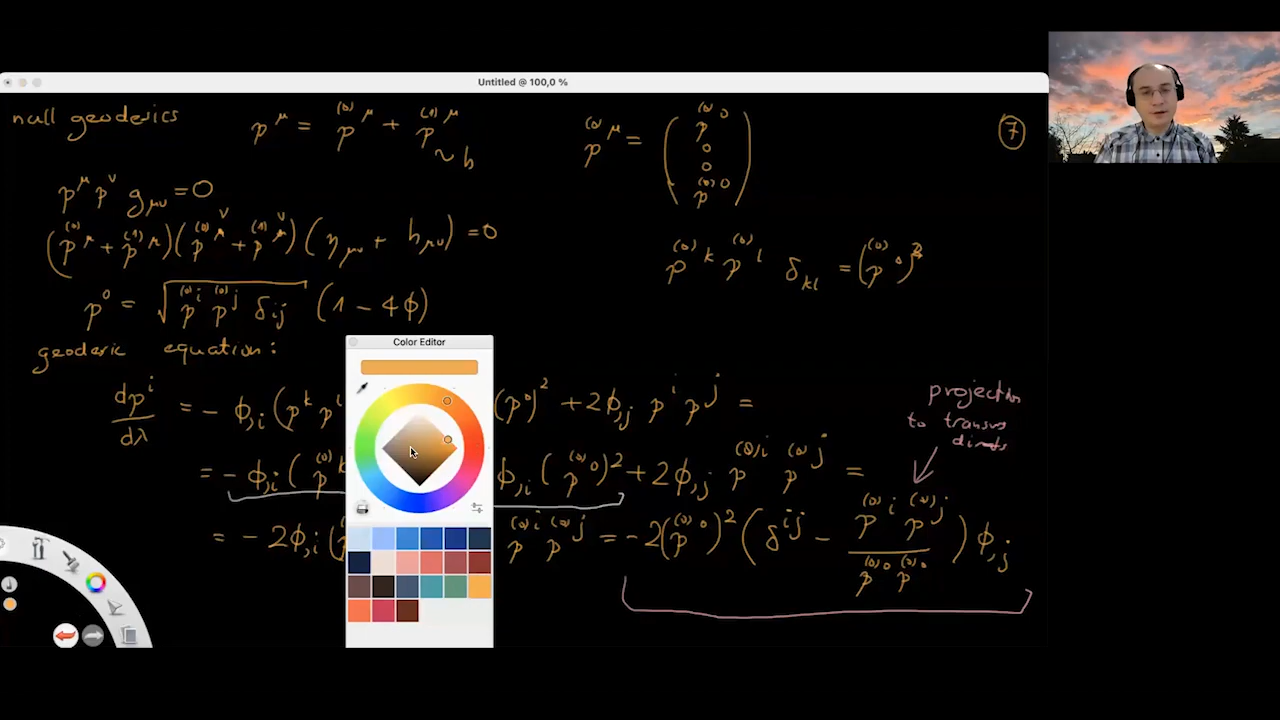 Untitled @ 100,0 %
null geodesics
p^μ = p^{(0)μ} + p^{(1)μ}
~ h
p^{(0)μ} = ( p^{(0)0} 0 0 p^{(0)0} )
7
p^μ p^ν g_{μν} = 0
(p^{(0)μ} + p^{(1)μ})(p^{(0)ν} + p^{(1)ν})(η_{μν} + h_{μν}) = 0
p^{(0)k} p^{(0)l} δ_{kl} = (p^{(0)0})^2
p^0 = √(p^{(0)i} p^{(0)j} δ_{ij}) (1 - 4ϕ)
geodesic equation:
Color Editor
dp^i/dλ = - ϕ_{,i} (p^k p^l
(p^0)^2 + 2ϕ_{,j} p^i p^j =
projection
to transvs
directs
= - ϕ_{,i} (p^{(0)k}
ϕ_{,i} (p^{(0)0})^2 + 2ϕ_{,j} p^{(0)i} p^{(0)j} =
= - 2ϕ_{,i} (p^{(0)
p^{(0)i} p^{(0)j} = -2(p^{(0)0})^2 (δ^{ij} - p^{(0)i} p^{(0)j} / p^{(0)0} p^{(0)0}) ϕ_{,j}